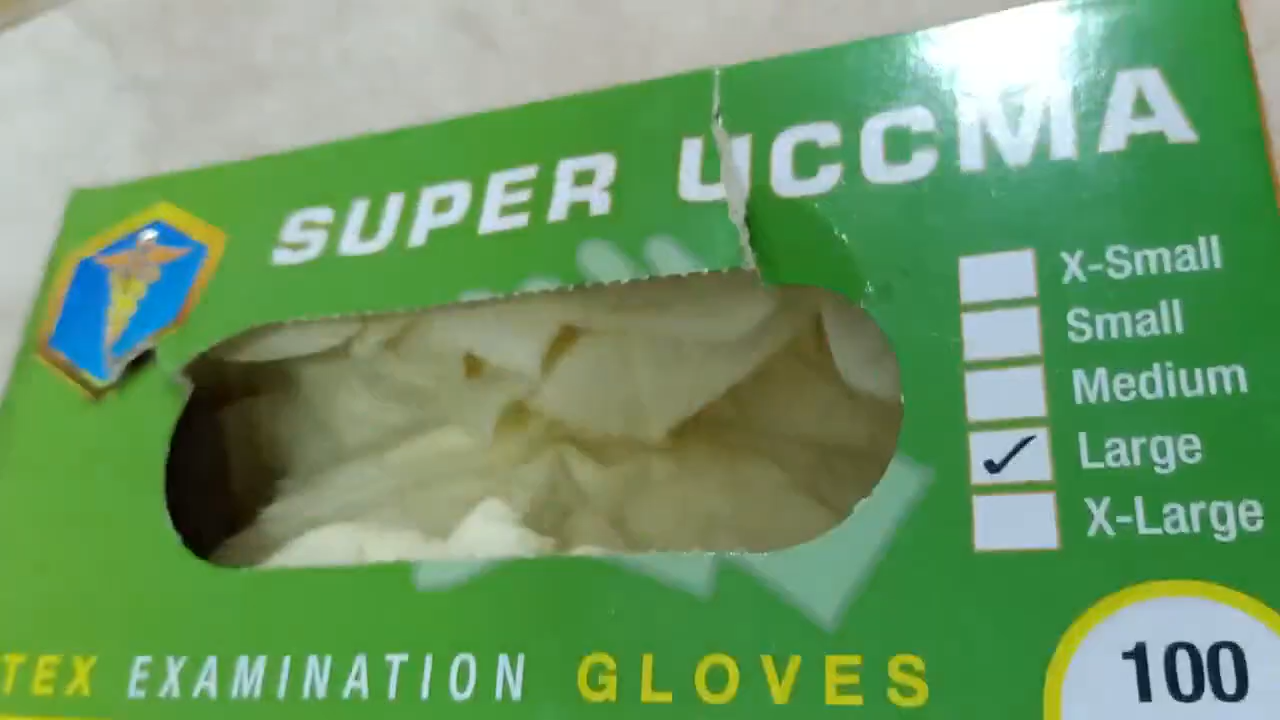 SUPER UCCMA
X-Small
Small
Medium
Large
X-Large
TEX EXAMINATION GLOVES
100